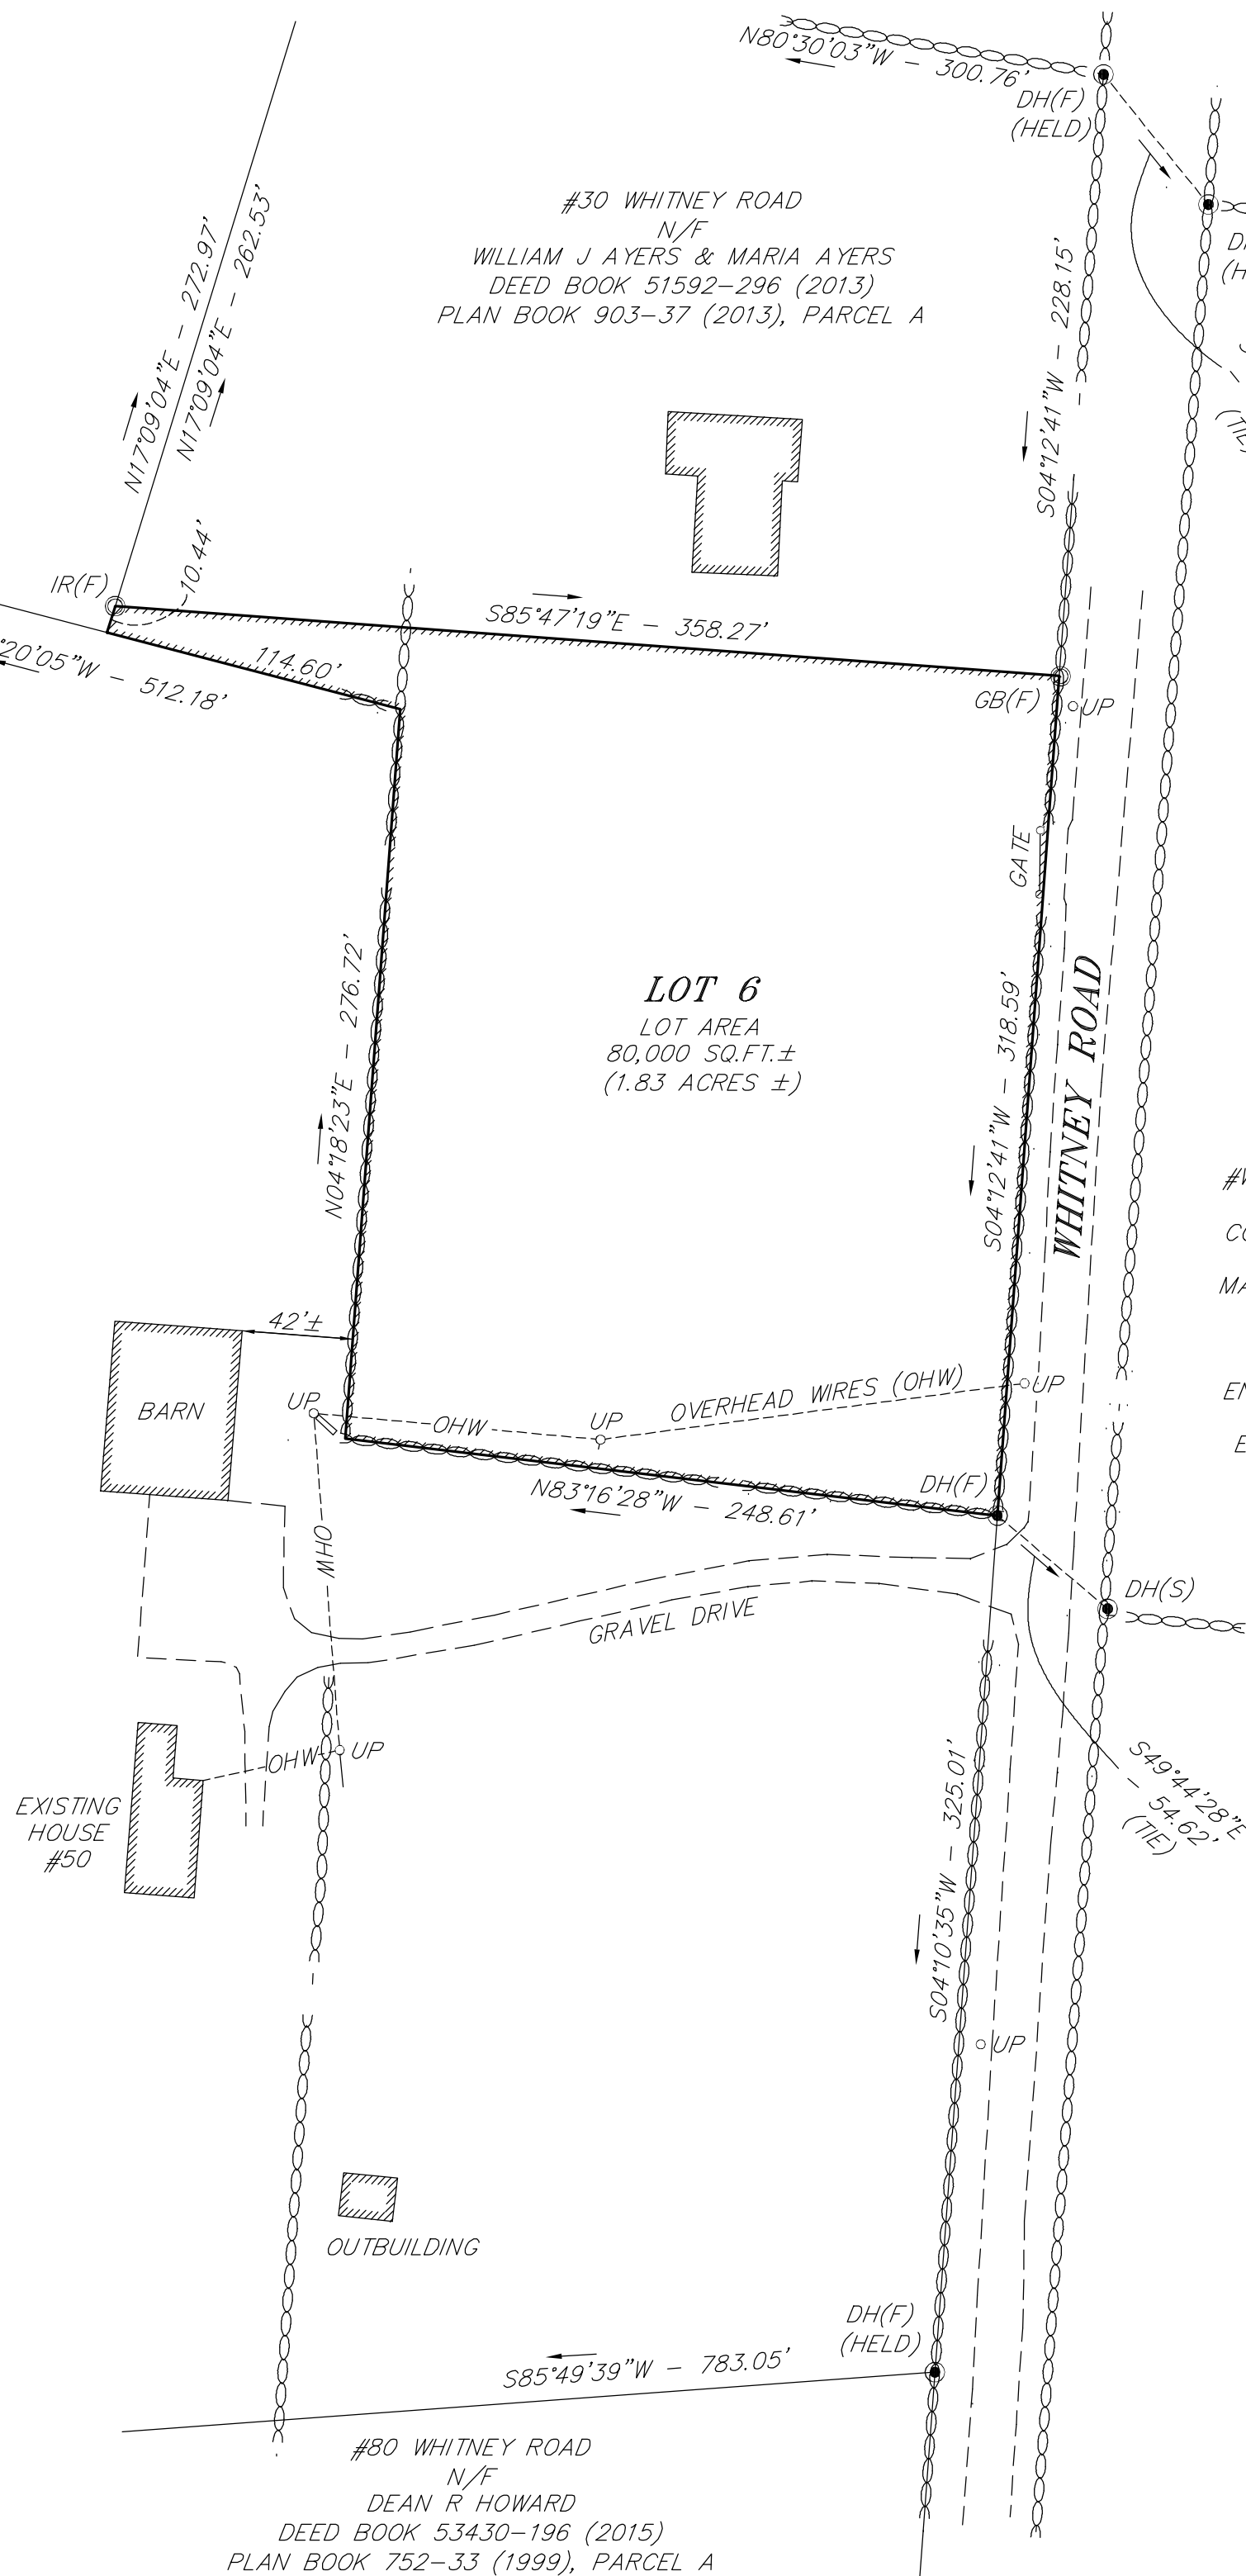 N80°30'03"W - 300.76'
DH(F)
(HELD)
#30 WHITNEY ROAD
N/F
WILLIAM J AYERS & MARIA AYERS
DEED BOOK 51592-296 (2013)
PLAN BOOK 903-37 (2013), PARCEL A
N17°09'04"E - 272.97'
N17°09'04"E - 262.53'
S04°12'41"W - 228.15'
IR(F)
10.44'
S85°47'19"E - 358.27'
114.60'
°20'05"W - 512.18'
GB(F)
UP
GATE
N04°18'23"E - 276.72'
LOT 6
LOT AREA
80,000 SQ.FT.±
(1.83 ACRES ±)
S04°12'41"W - 318.59'
WHITNEY ROAD
42'±
BARN
UP
OHW
UP
OVERHEAD WIRES (OHW)
UP
DH(F)
N83°16'28"W - 248.61'
OHW
GRAVEL DRIVE
DH(S)
S49°44'28"E
- 54.62'
(TIE)
OHW
UP
EXISTING
HOUSE
#50
S04°10'35"W - 325.01'
UP
OUTBUILDING
DH(F)
(HELD)
S85°49'39"W - 783.05'
#80 WHITNEY ROAD
N/F
DEAN R HOWARD
DEED BOOK 53430-196 (2015)
PLAN BOOK 752-33 (1999), PARCEL A